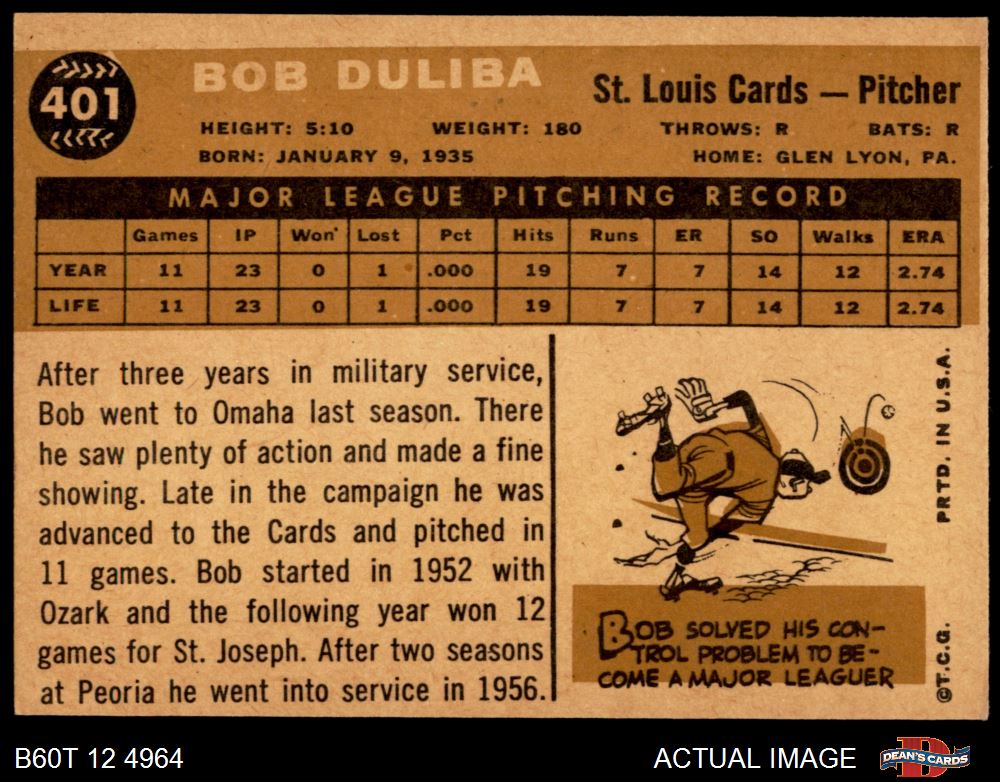 401
BOB DULIBA
St. Louis Cards — Pitcher
HEIGHT: 5:10 WEIGHT: 180 THROWS: R BATS: R
BORN: JANUARY 9, 1935 HOME: GLEN LYON, PA.
MAJOR LEAGUE PITCHING RECORD
Games IP Won Lost Pct Hits Runs ER SO Walks ERA
YEAR 11 23 0 1 .000 19 7 7 14 12 2.74
LIFE 11 23 0 1 .000 19 7 7 14 12 2.74
After three years in military service,
Bob went to Omaha last season. There
he saw plenty of action and made a fine
showing. Late in the campaign he was
advanced to the Cards and pitched in
11 games. Bob started in 1952 with
Ozark and the following year won 12
games for St. Joseph. After two seasons
at Peoria he went into service in 1956.
BOB SOLVED HIS CON-
TROL PROBLEM TO BE-
COME A MAJOR LEAGUER
©T.C.G. PRTD. IN U.S.A.
B60T 12 4964
ACTUAL IMAGE
D
DEAN'S CARDS